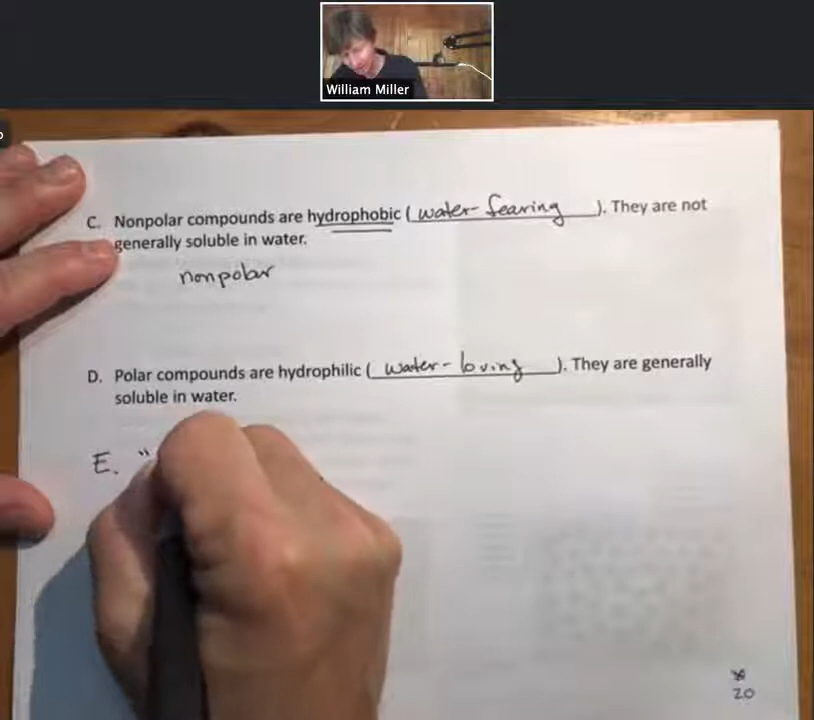 William Miller
C. Nonpolar compounds are hydrophobic ( water-fearing ). They are not
generally soluble in water.
nonpolar
D. Polar compounds are hydrophilic ( water-loving ). They are generally
soluble in water.
E. "
20